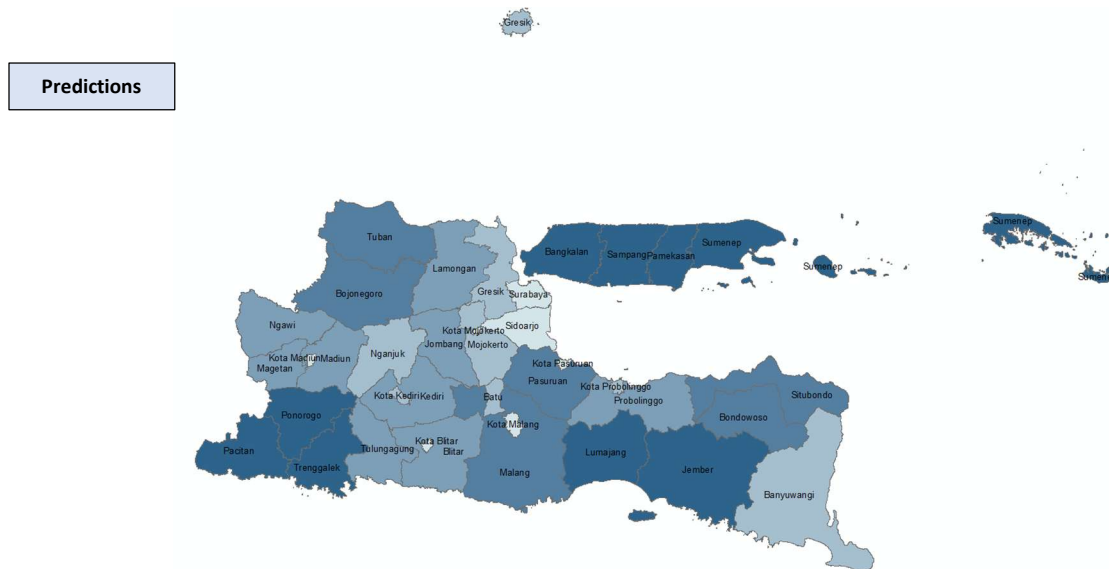 Gresik
Predictions
Sumenep
Tuban
Bangkalan
Sampang
Pamekasan
Sumenep
Sumenep
Sumene
Lamongan
Bojonegoro
Gresik
Surabaya
Ngawi
Kota Mojokerto
Sidoarjo
Jombang
Mojokerto
Kota Madiun
Madiun
Nganjuk
Magetan
Kota Pasuruan
Pasuruan
Kota Probolinggo
Probolinggo
Situbondo
Kota Kediri
Kediri
Batu
Bondowoso
Ponorogo
Kota Malang
Kota Blitar
Blitar
Tulungagung
Pacitan
Trenggalek
Malang
Lumajang
Jember
Banyuwangi